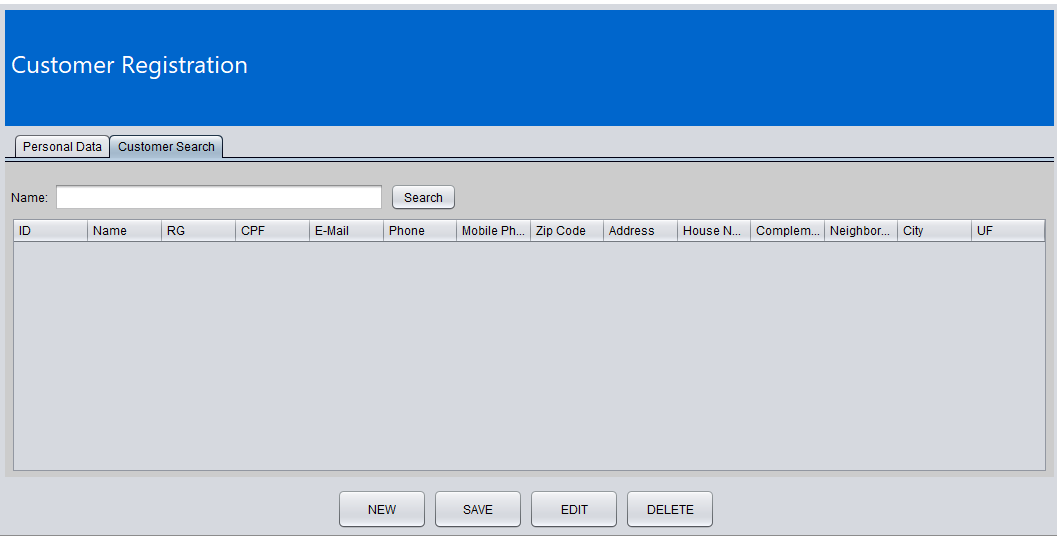 Customer Registration
Personal Data Customer Search
Name: Search
ID Name RG CPF E-Mail Phone Mobile Ph... Zip Code Address House N... Complem... Neighbor... City UF
NEW SAVE EDIT DELETE